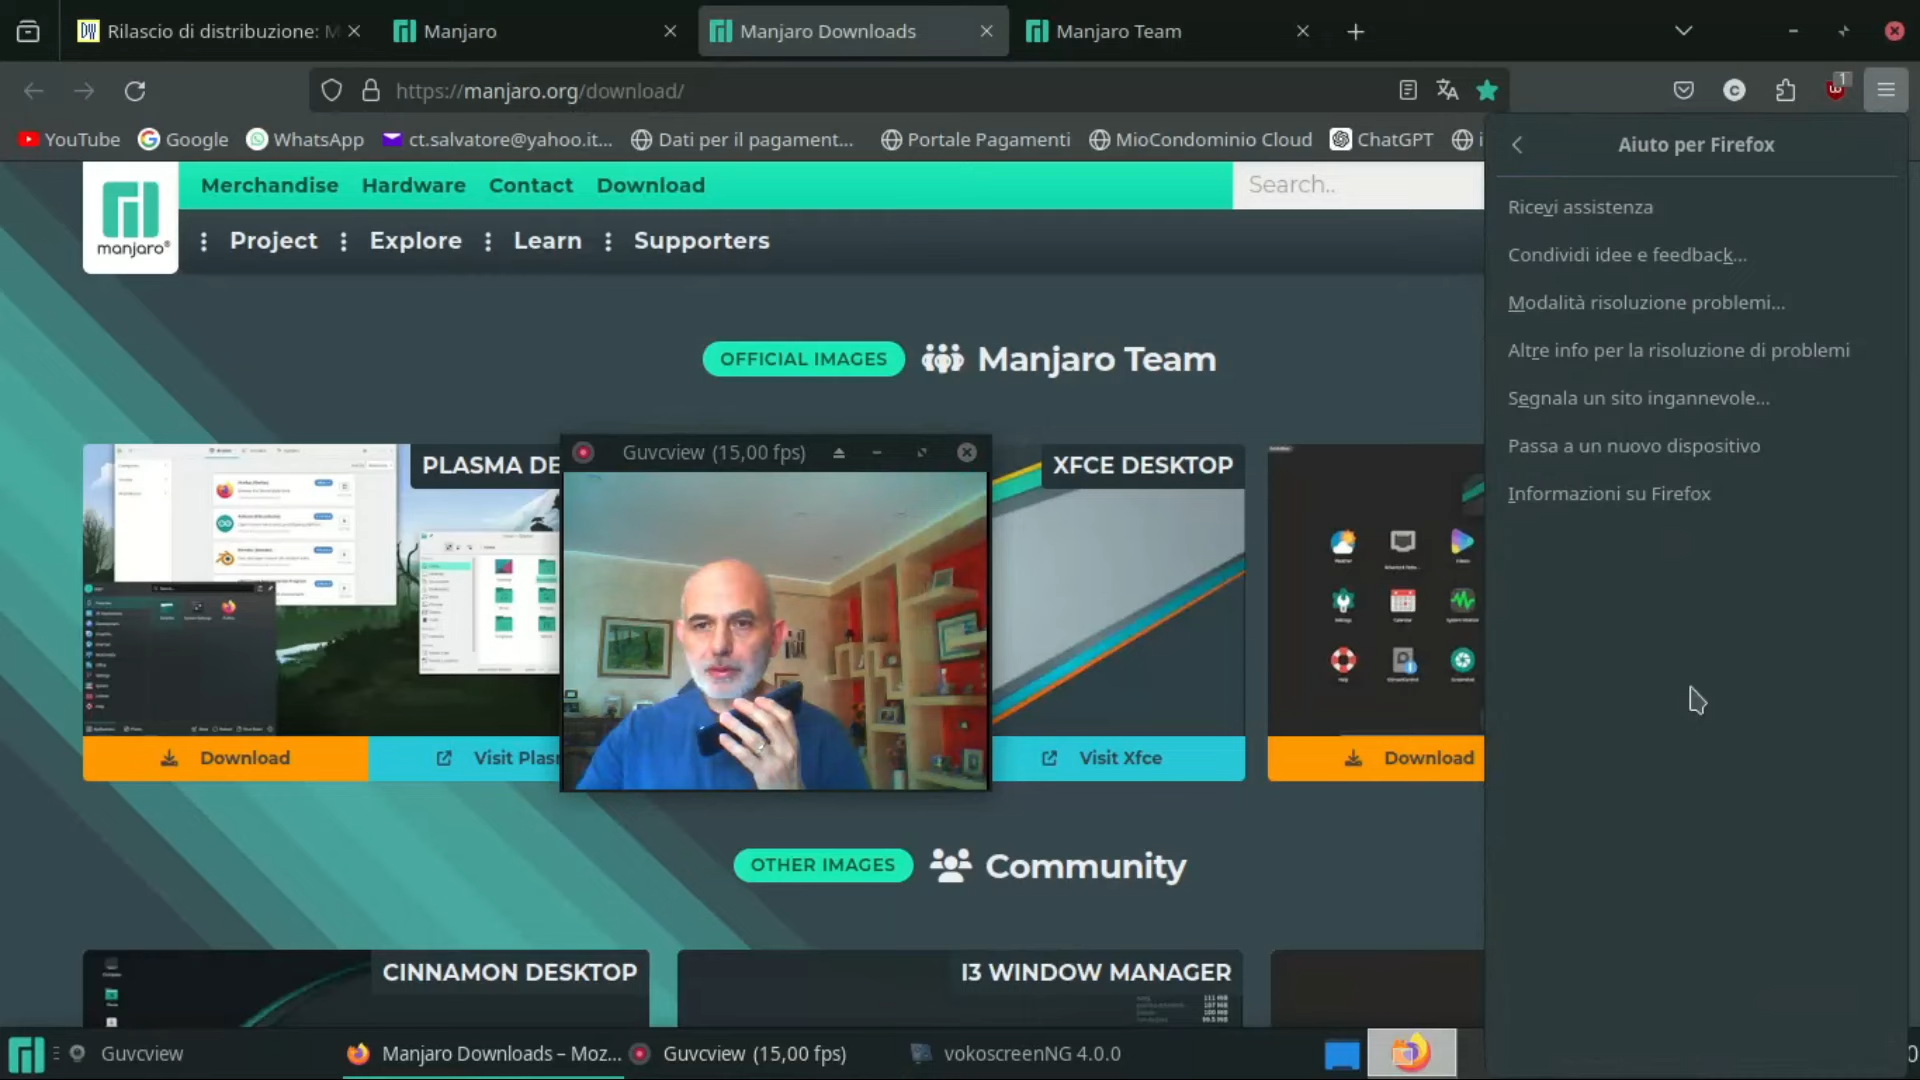 Rilascio di distribuzione: M
Manjaro
Manjaro Downloads
Manjaro Team
https://manjaro.org/download/
1
YouTube
Google
WhatsApp
ct.salvatore@yahoo.it...
Dati per il pagament...
Portale Pagamenti
MioCondominio Cloud
ChatGPT
Aiuto per Firefox
Ricevi assistenza
Condividi idee e feedback...
Modalità risoluzione problemi...
Altre info per la risoluzione di problemi
Segnala un sito ingannevole...
Passa a un nuovo dispositivo
Informazioni su Firefox
manjaro®
Merchandise Hardware Contact Download
Search..
Project Explore Learn Supporters
OFFICIAL IMAGES Manjaro Team
PLASMA DE
Guvcview (15,00 fps)
XFCE DESKTOP
Download
Visit Plas
Visit Xfce
Download
OTHER IMAGES Community
CINNAMON DESKTOP
I3 WINDOW MANAGER
Guvcview
Manjaro Downloads – Moz...
Guvcview (15,00 fps)
vokoscreenNG 4.0.0